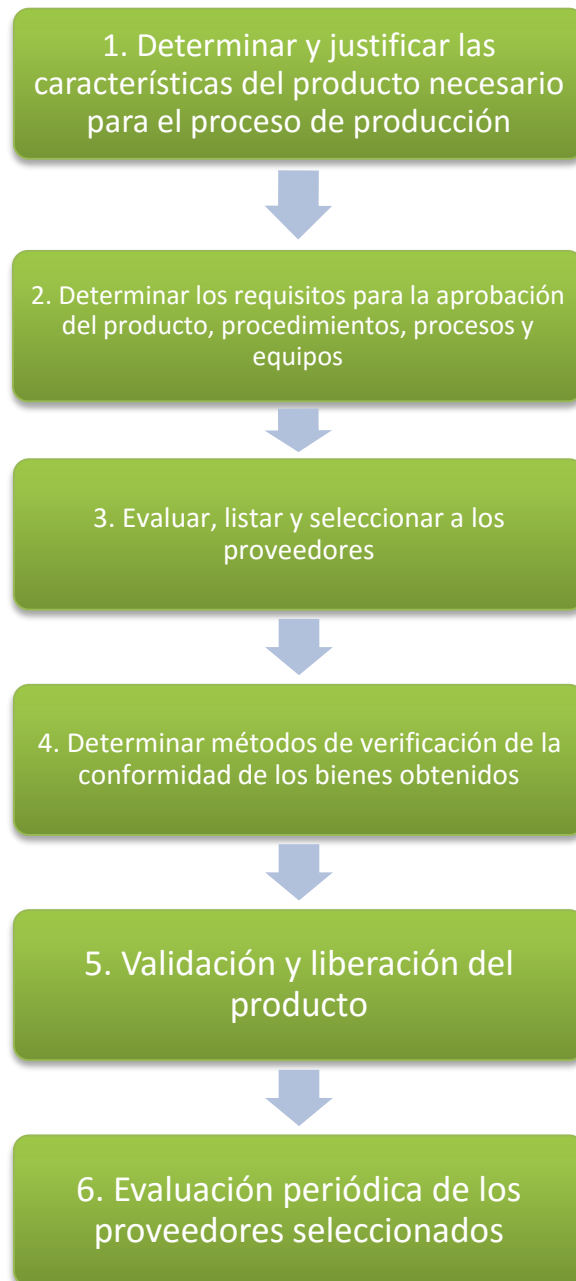 1. Determinar y justificar las
características del producto necesario
para el proceso de producción
2. Determinar los requisitos para la aprobación
del producto, procedimientos, procesos y
equipos
3. Evaluar, listar y seleccionar a los
proveedores
4. Determinar métodos de verificación de la
conformidad de los bienes obtenidos
5. Validación y liberación del
producto
6. Evaluación periódica de los
proveedores seleccionados